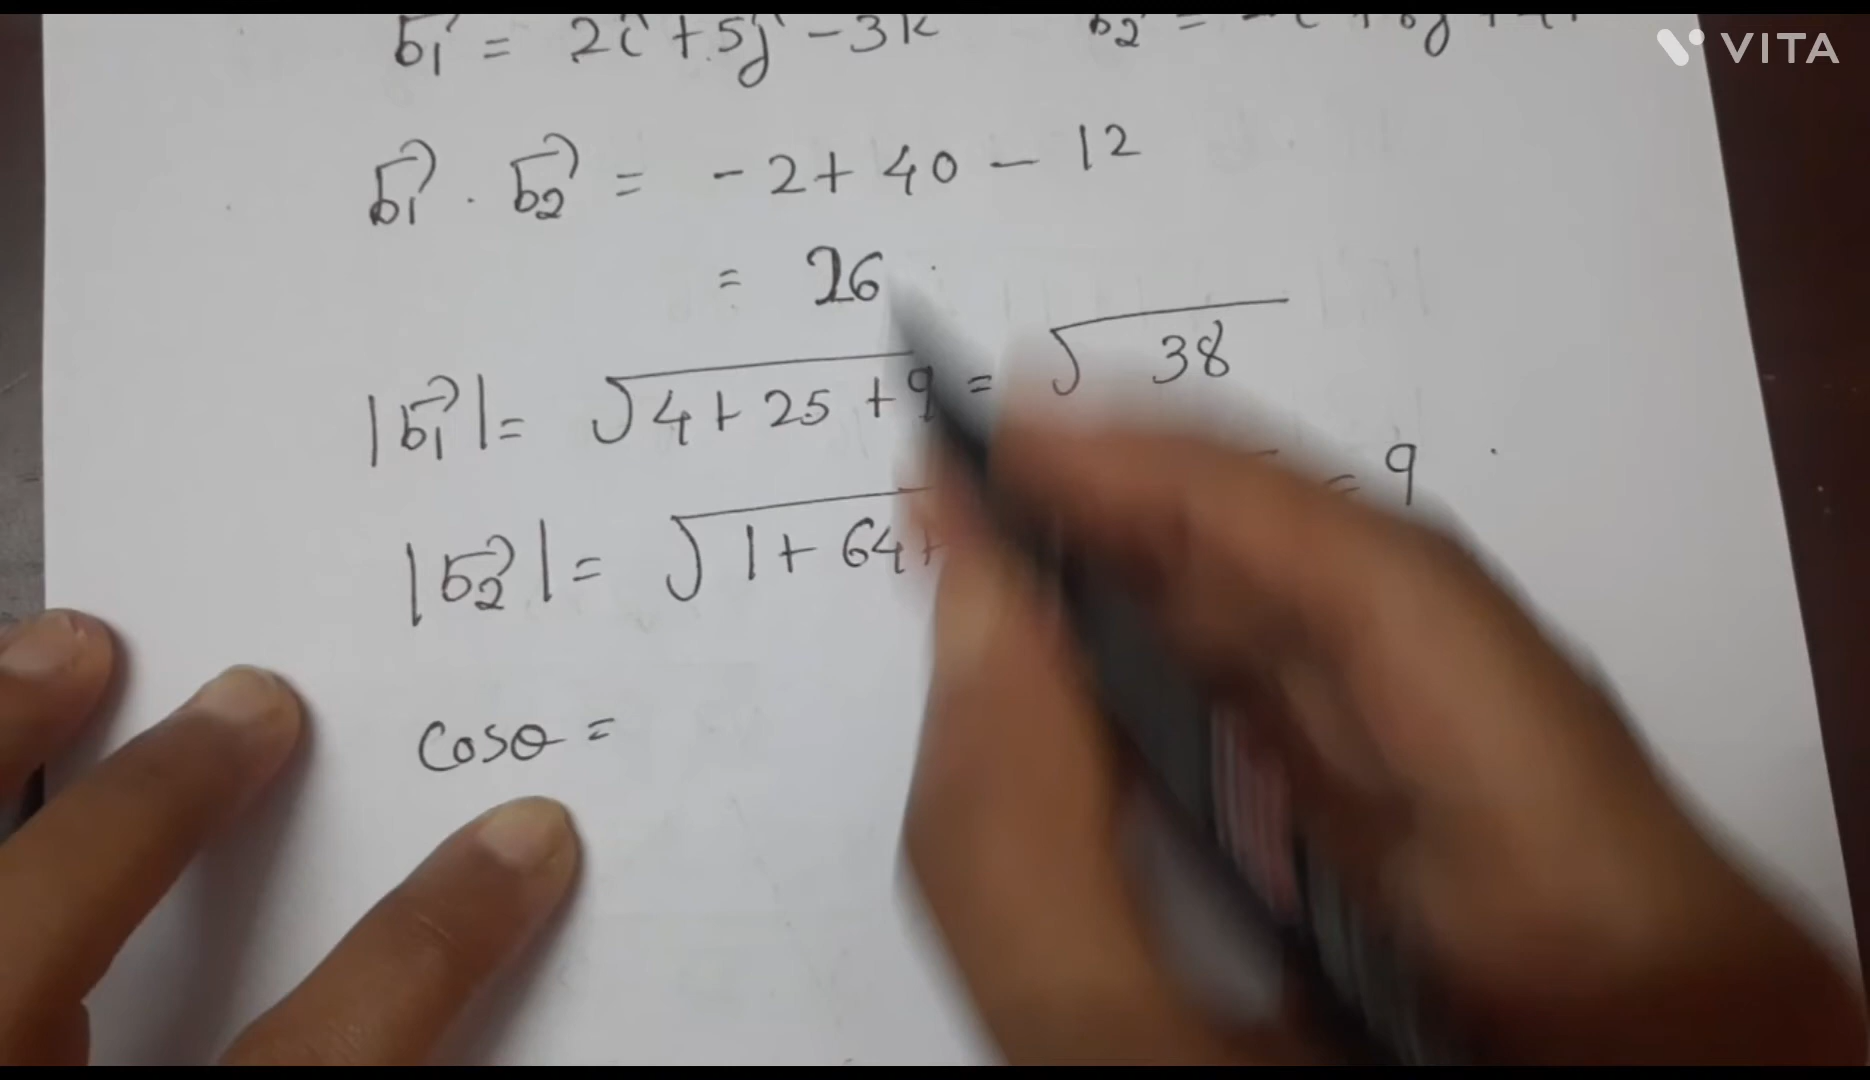 b₁⃗ = 2i + 5j - 3k b₂⃗ =
VITA
b₁⃗ . b₂⃗ = - 2 + 40 - 12
= 26
|b₁⃗| = √4 + 25 + 9 = √38
|b₂⃗| = √1 + 64 + = 9
Cosθ =